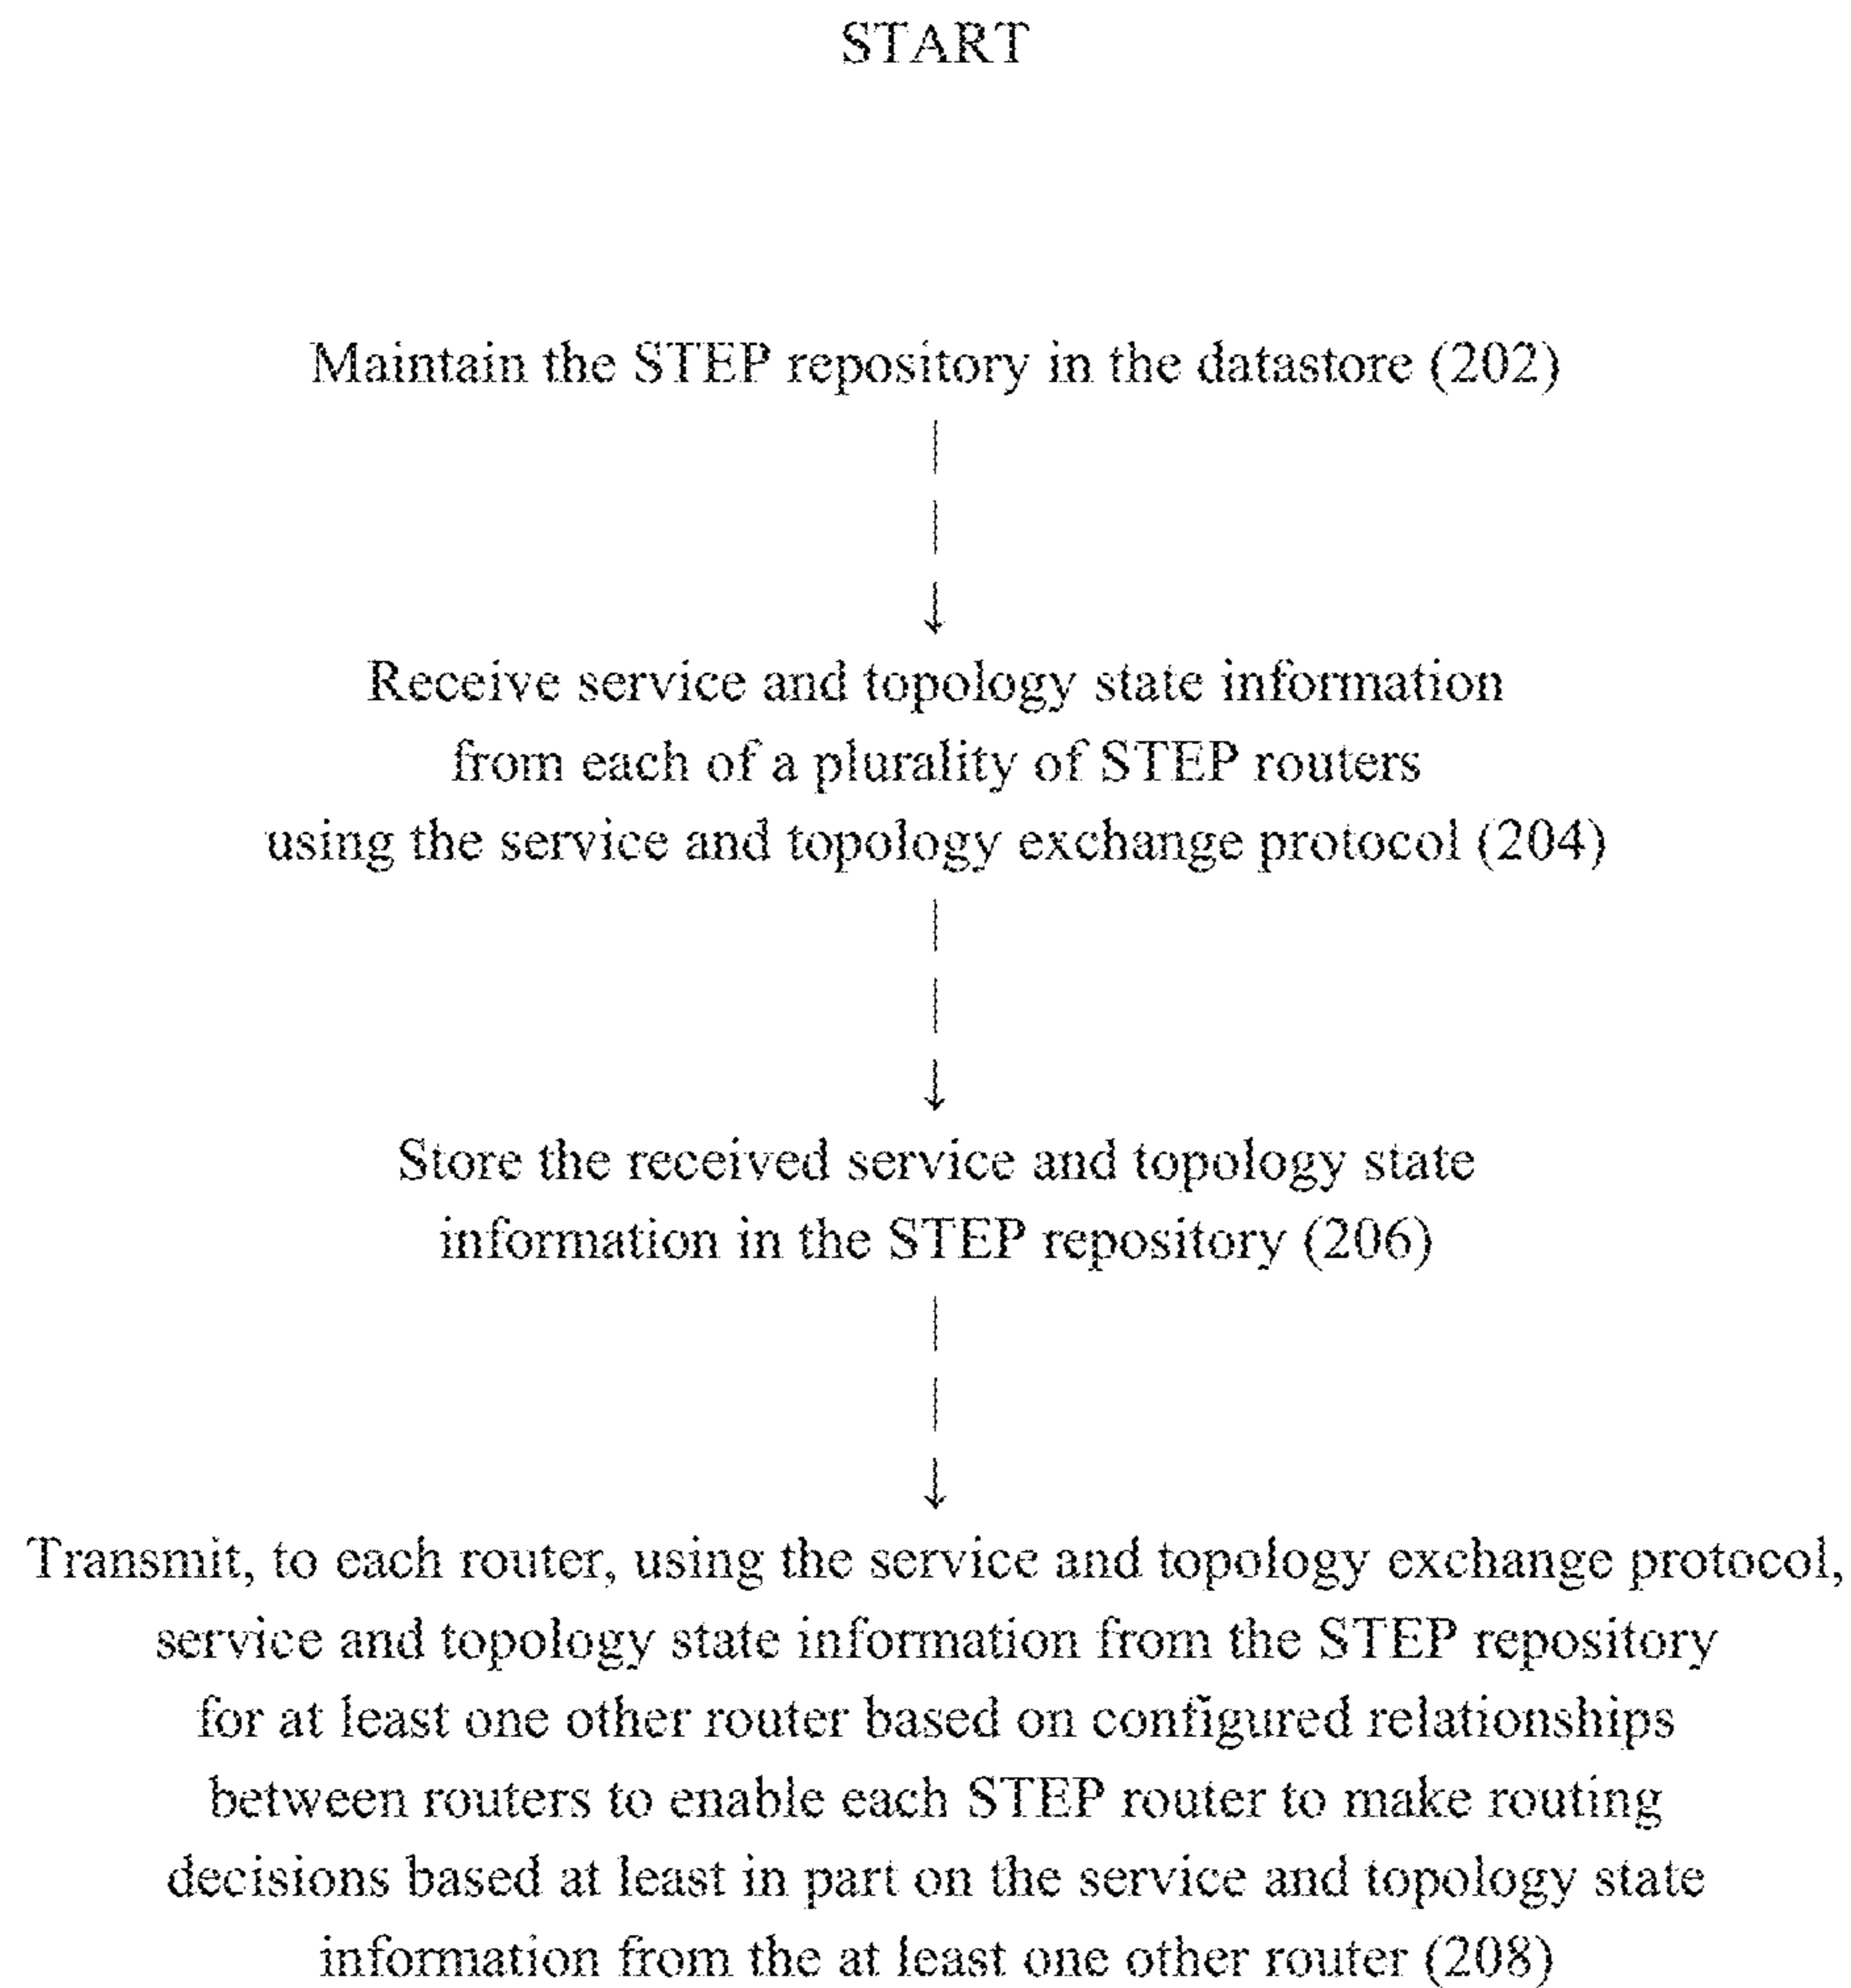 START
Maintain the STEP repository in the datastore (202)
Receive service and topology state information
from each of a plurality of STEP routers
using the service and topology exchange protocol (204)
Store the received service and topology state
information in the STEP repository (206)
Transmit, to each router, using the service and topology exchange protocol,
service and topology state information from the STEP repository
for at least one other router based on configured relationships
between routers to enable each STEP router to make routing
decisions based at least in part on the service and topology state
information from the at least one other router (208)